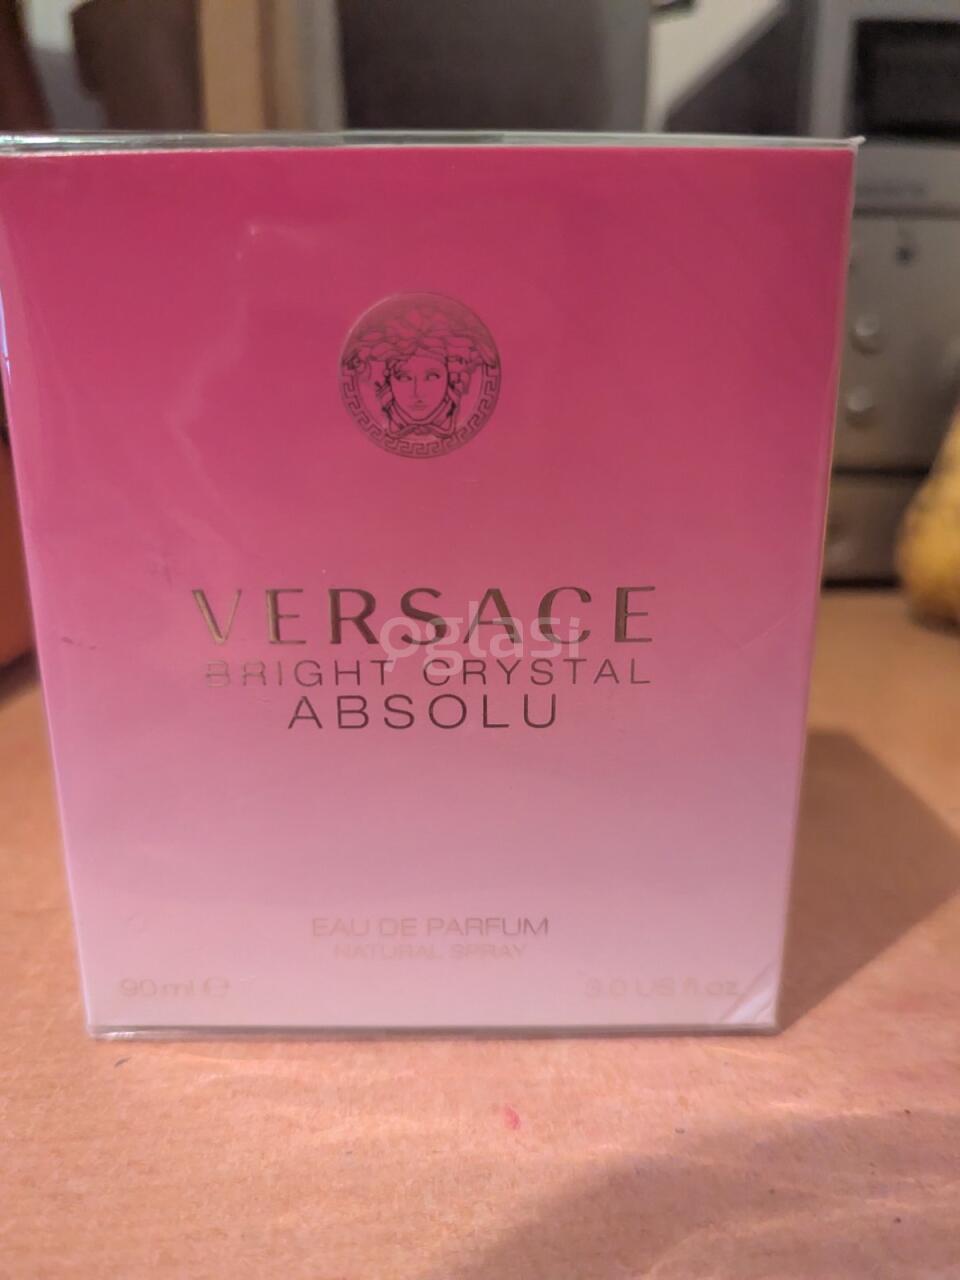 VERSACE
oglasi
BRIGHT CRYSTAL
ABSOLU
EAU DE PARFUM
NATURAL SPRAY
90 ml ℮ 3.0 US fl.oz.